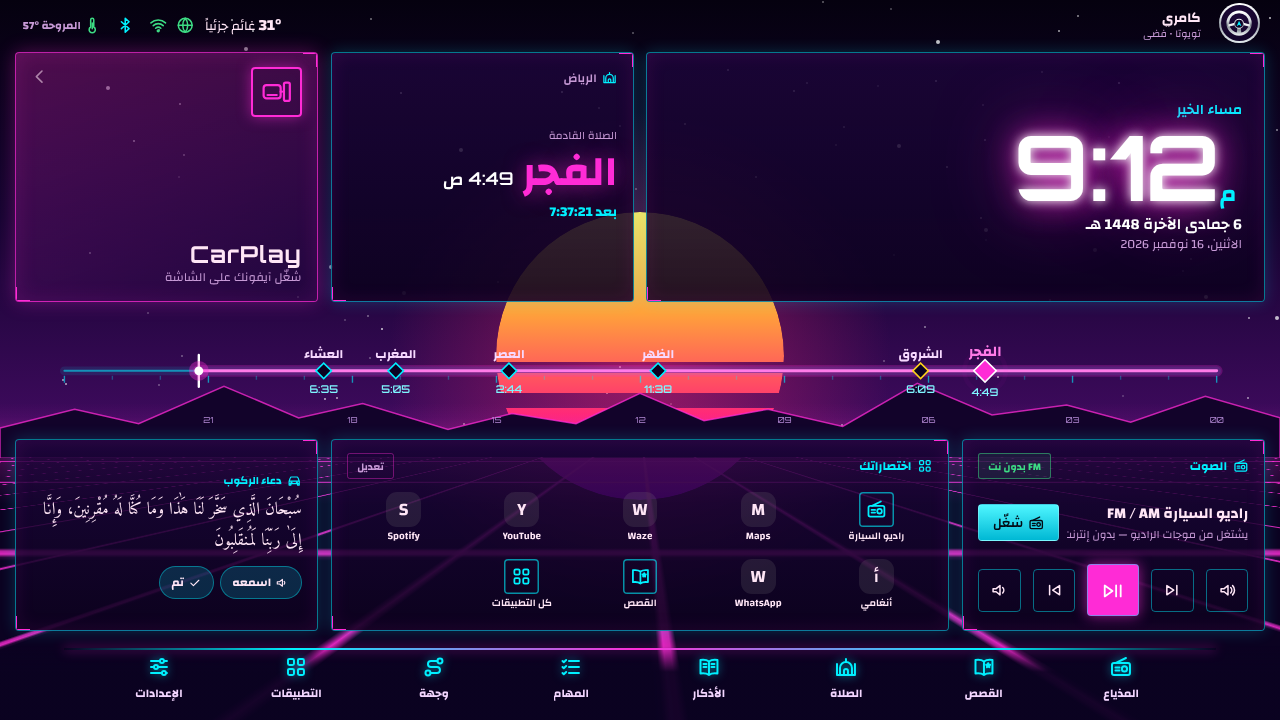 كامري
تويوتا · فضي
31° غائم جزئياً
المروحة 57°
مساء الخير
9:12 م
6 جمادى الآخرة 1448 هـ
الاثنين، 16 نوفمبر 2026
الرياض
الصلاة القادمة
الفجر 4:49 ص
بعد 7:37:21
CarPlay
شغّل آيفونك على الشاشة
الفجر
الشروق
الظهر
العصر
المغرب
العشاء
4:49
6:09
11:38
2:44
5:05
6:35
00
03
06
09
12
15
18
21
الصوت
FM بدون نت
راديو السيارة FM / AM
يشتغل من موجات الراديو — بدون إنترنت
شغّل
اختصاراتك
تعديل
راديو السيارة
M
Maps
W
Waze
Y
YouTube
S
Spotify
أ
أنغامي
W
WhatsApp
القصص
كل التطبيقات
دعاء الركوب
سُبْحَانَ الَّذِي سَخَّرَ لَنَا هَٰذَا وَمَا كُنَّا لَهُ مُقْرِنِينَ، وَإِنَّا
إِلَىٰ رَبِّنَا لَمُنقَلِبُونَ
اسمعه
تم
المذياع
القصص
الصلاة
الأذكار
المهام
وجهة
التطبيقات
الإعدادات